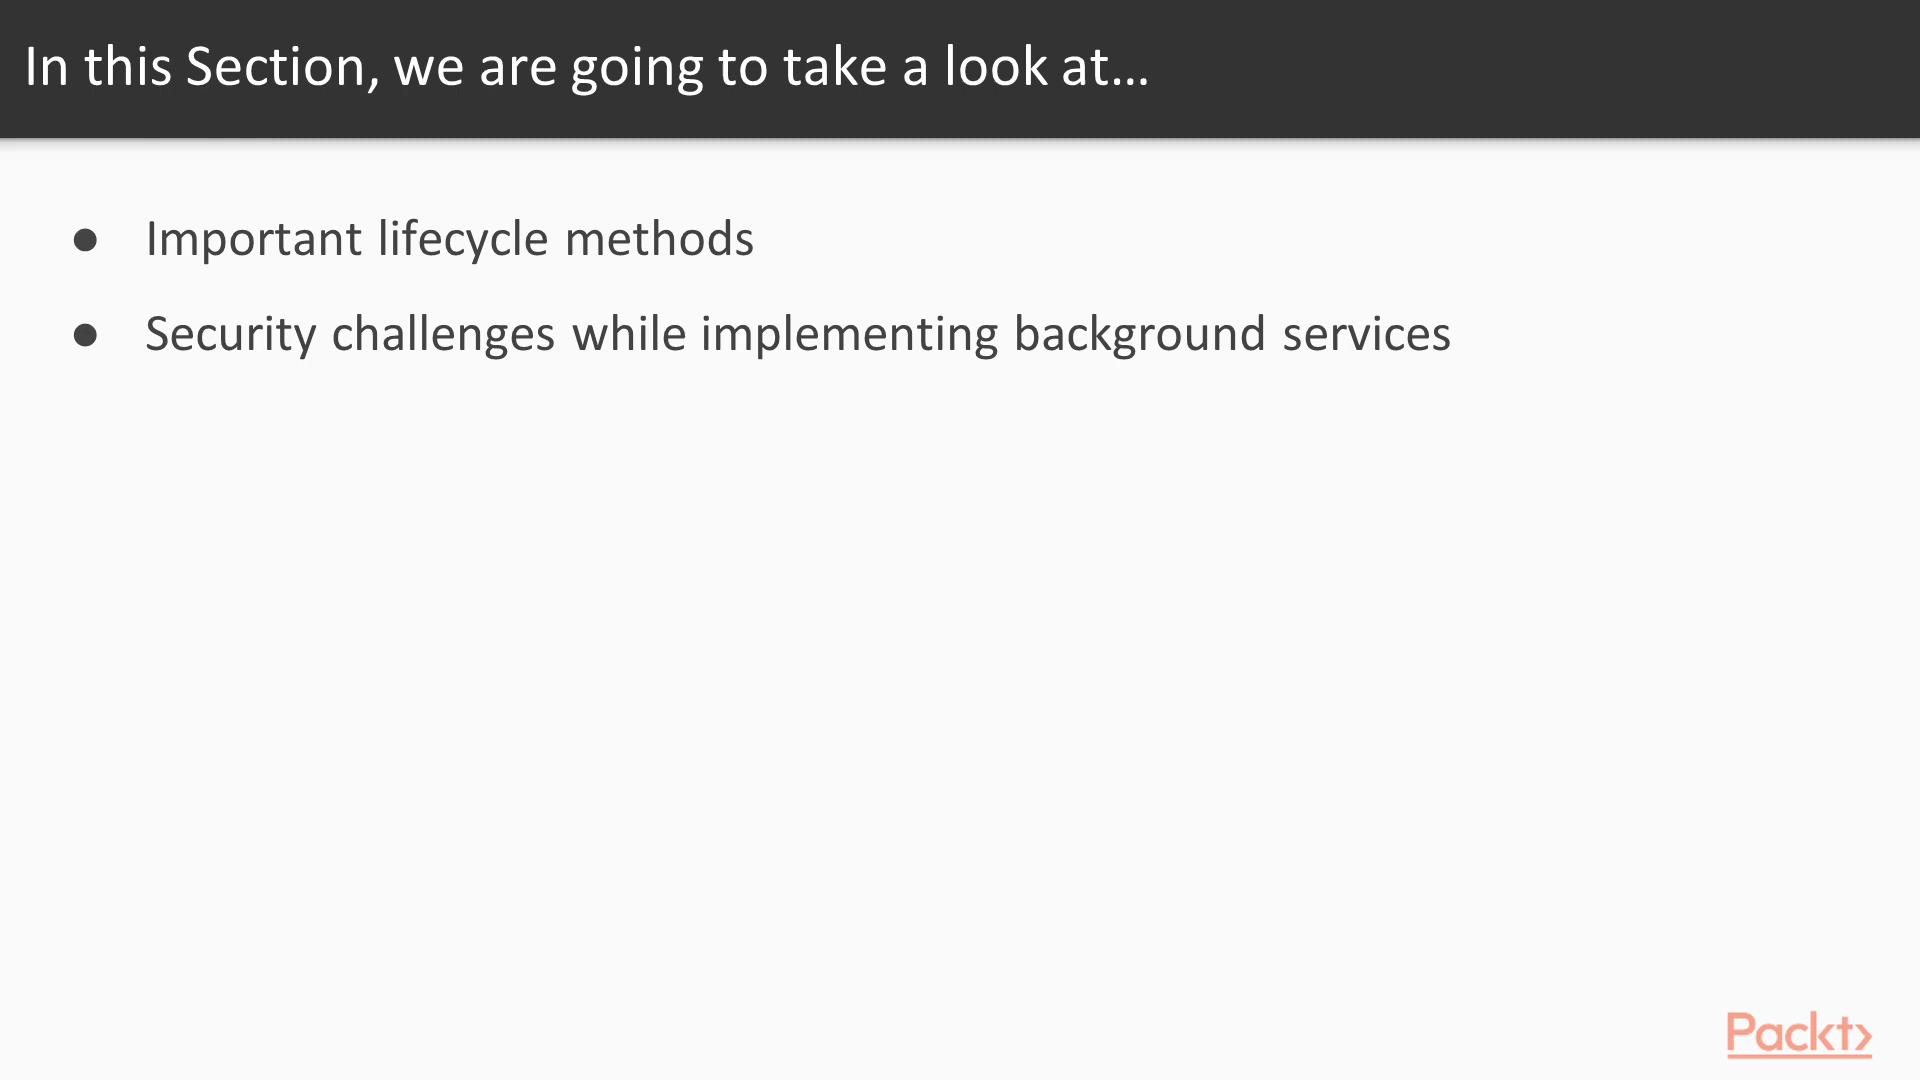 In this Section, we are going to take a look at…
● Important lifecycle methods
● Security challenges while implementing background services
Packt>